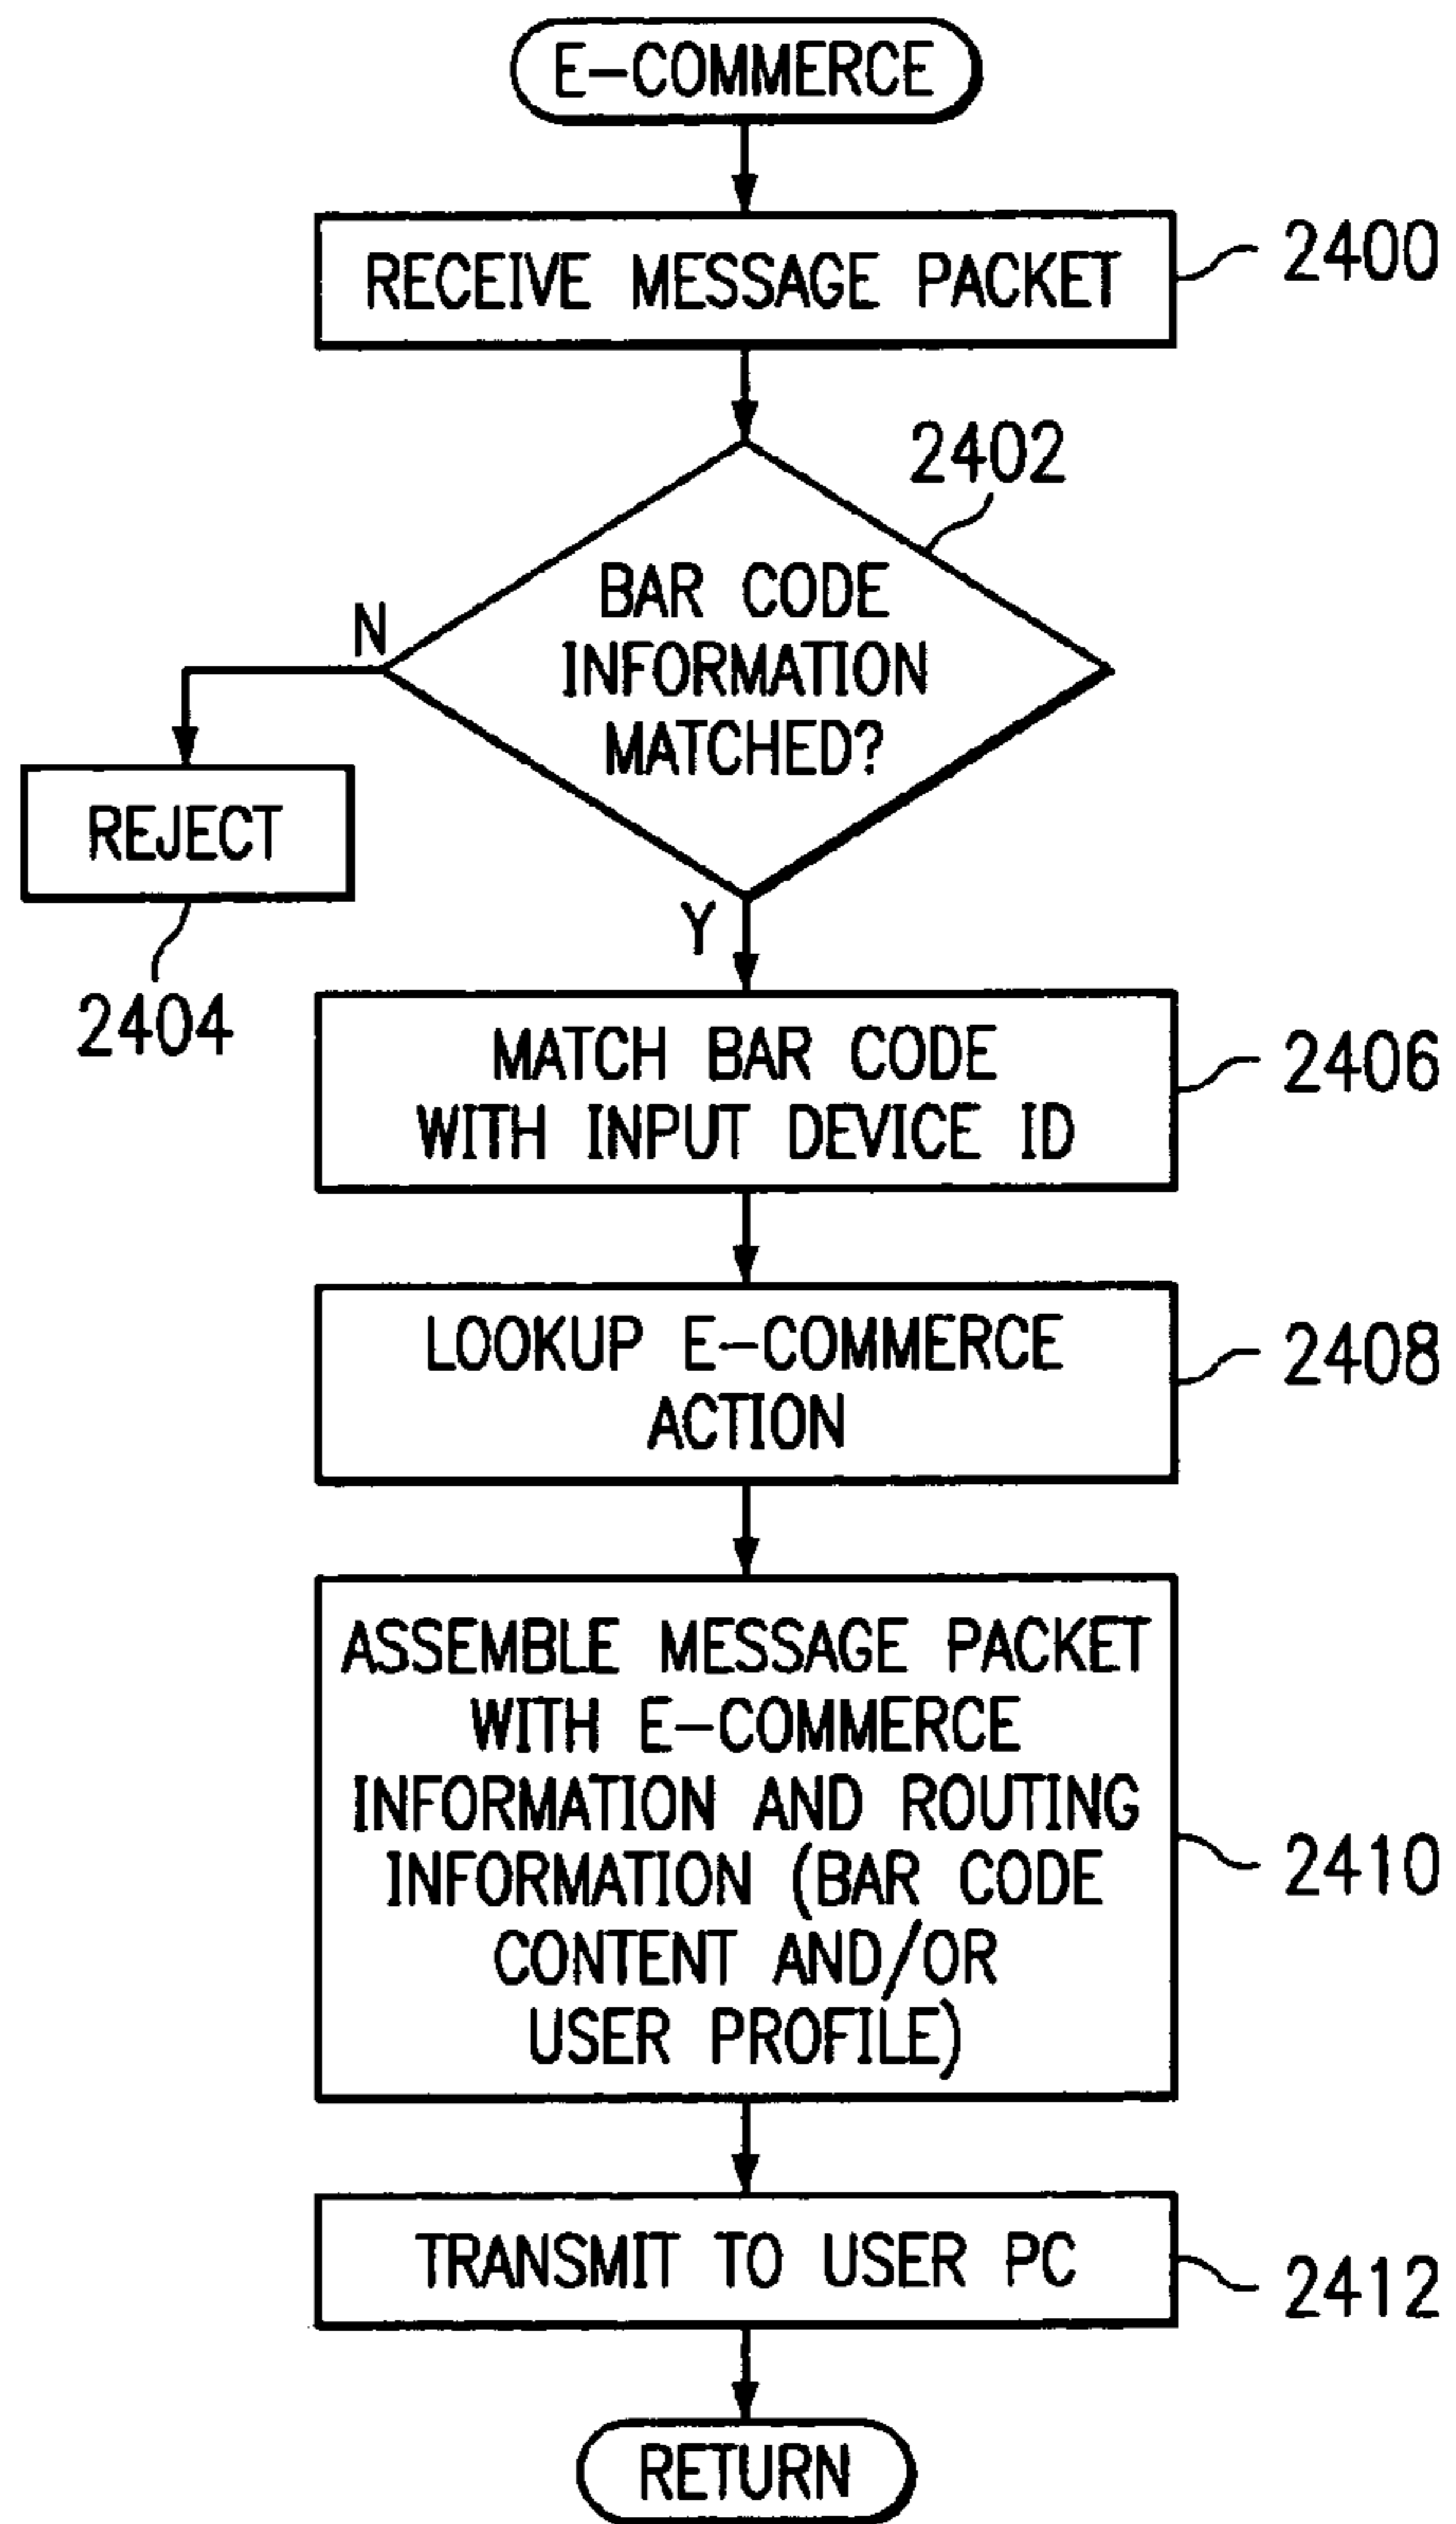 E-COMMERCE
RECEIVE MESSAGE PACKET
2400
2402
BAR CODE
INFORMATION
MATCHED?
N
REJECT
2404
Y
MATCH BAR CODE
WITH INPUT DEVICE ID
2406
LOOKUP E-COMMERCE
ACTION
2408
ASSEMBLE MESSAGE PACKET
WITH E-COMMERCE
INFORMATION AND ROUTING
INFORMATION (BAR CODE
CONTENT AND/OR
USER PROFILE)
2410
TRANSMIT TO USER PC
2412
RETURN